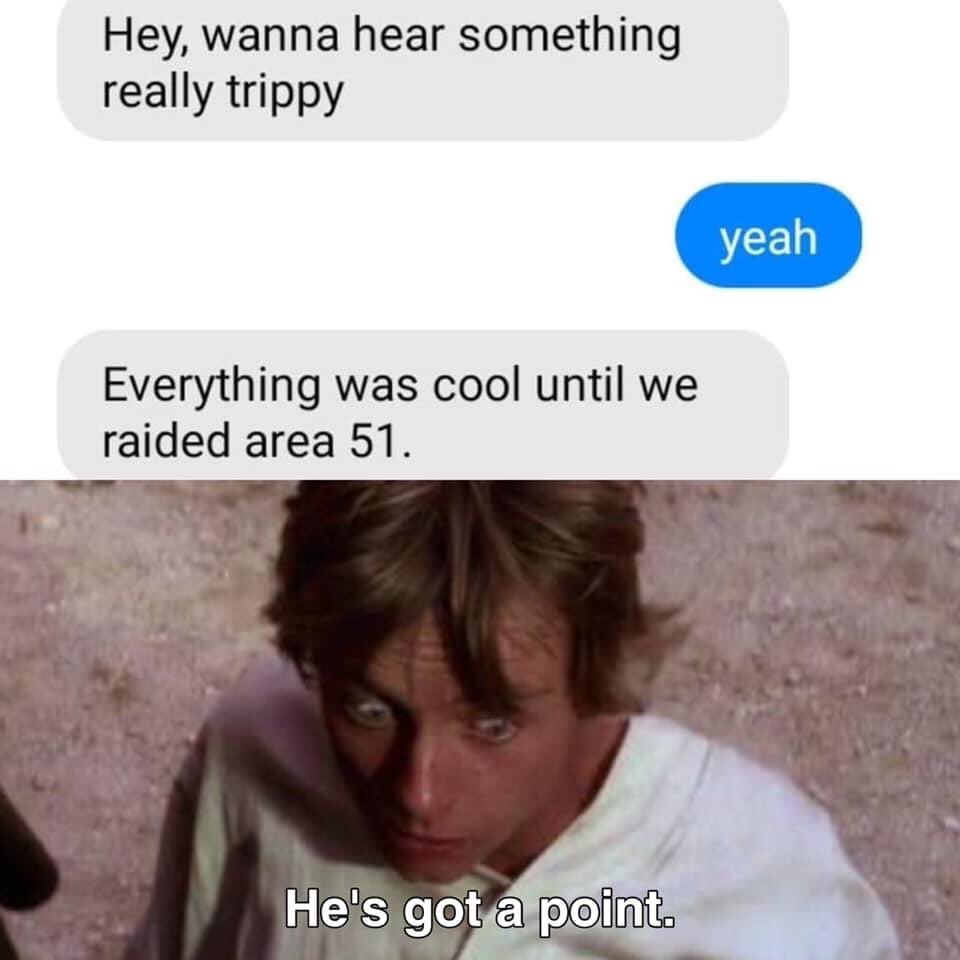 Hey, wanna hear something
really trippy
yeah
Everything was cool until we
raided area 51.
He's got a point.